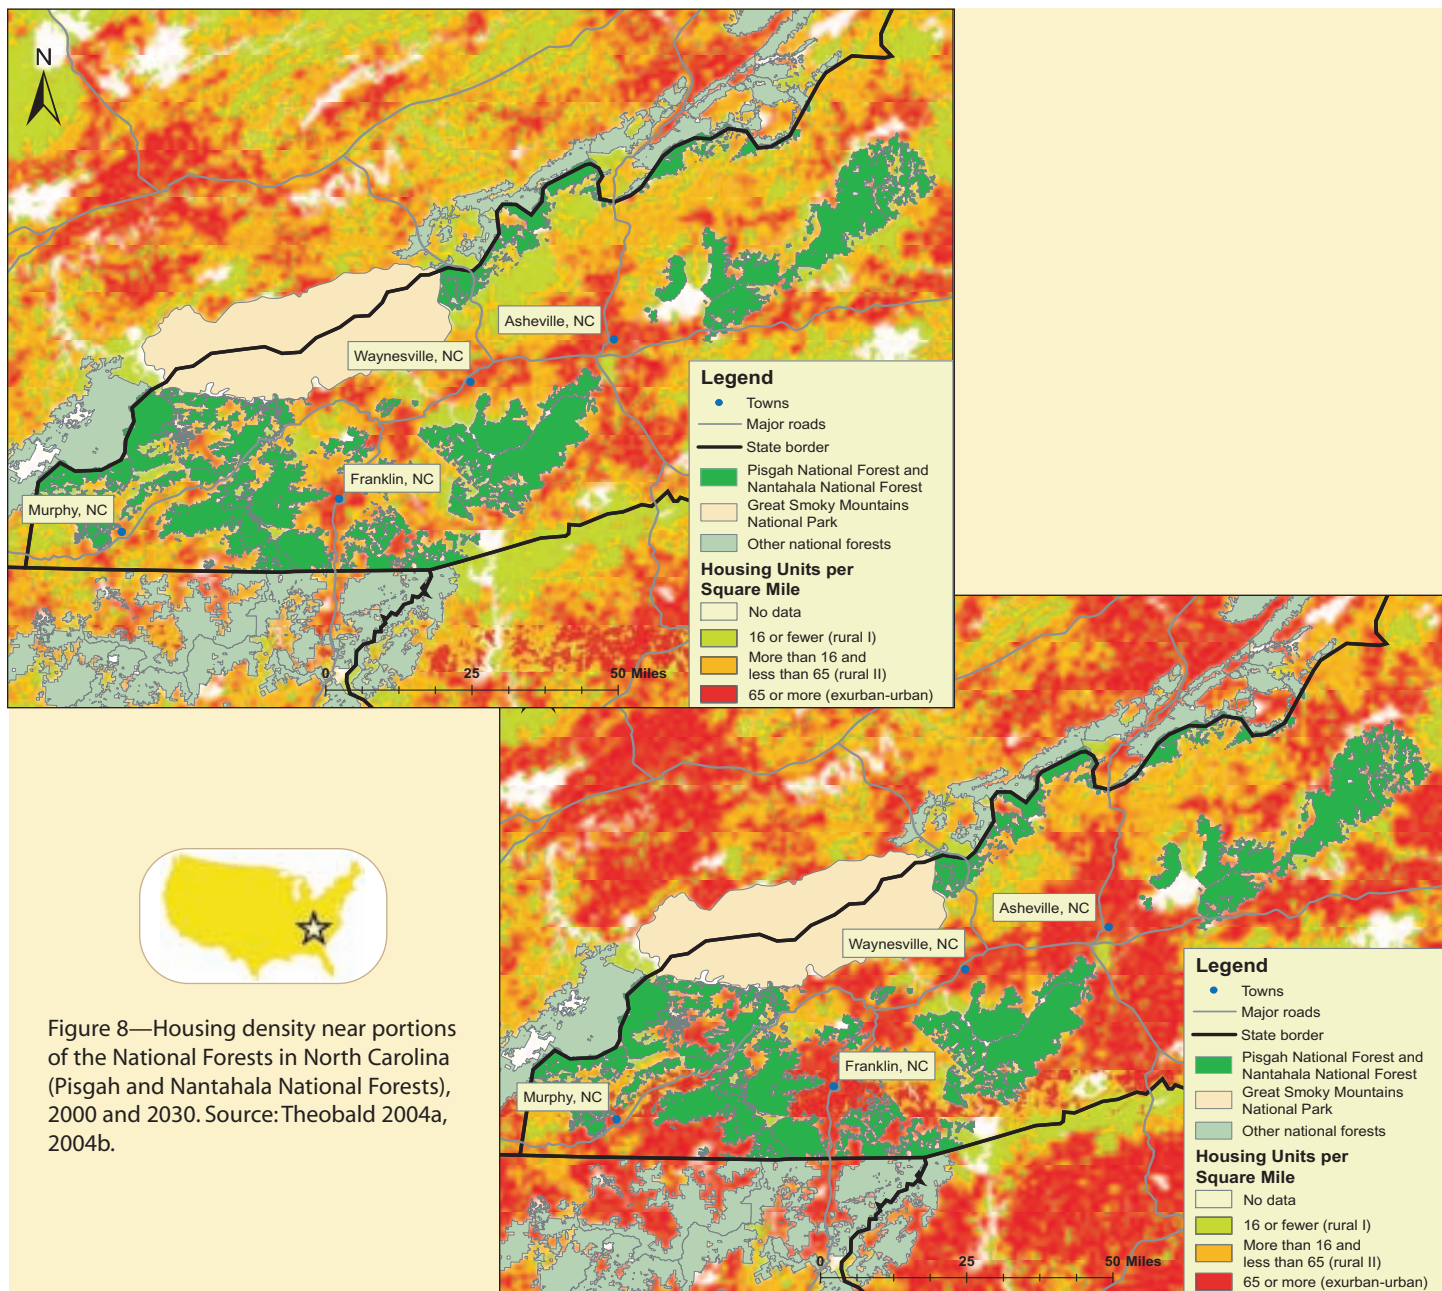 N
Asheville, NC
Waynesville, NC
Franklin, NC
Murphy, NC
Legend
Towns
Major roads
State border
Pisgah National Forest and
Nantahala National Forest
Great Smoky Mountains
National Park
Other national forests
Housing Units per
Square Mile
No data
16 or fewer (rural I)
More than 16 and
less than 65 (rural II)
65 or more (exurban-urban)
0 25 50 Miles
Asheville, NC
Waynesville, NC
Franklin, NC
Murphy, NC
Legend
Towns
Major roads
State border
Pisgah National Forest and
Nantahala National Forest
Great Smoky Mountains
National Park
Other national forests
Housing Units per
Square Mile
No data
16 or fewer (rural I)
More than 16 and
less than 65 (rural II)
65 or more (exurban-urban)
0 25 50 Miles
Figure 8—Housing density near portions
of the National Forests in North Carolina
(Pisgah and Nantahala National Forests),
2000 and 2030. Source: Theobald 2004a,
2004b.